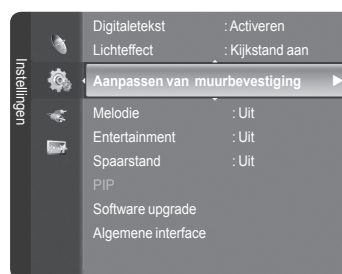 Instellingen
Digitaletekst : Activeren
Lichteffect : Kijkstand aan
Aanpassen van muurbevestiging
Melodie : Uit
Entertainment : Uit
Spaarstand : Uit
PIP
Software upgrade
Algemene interface